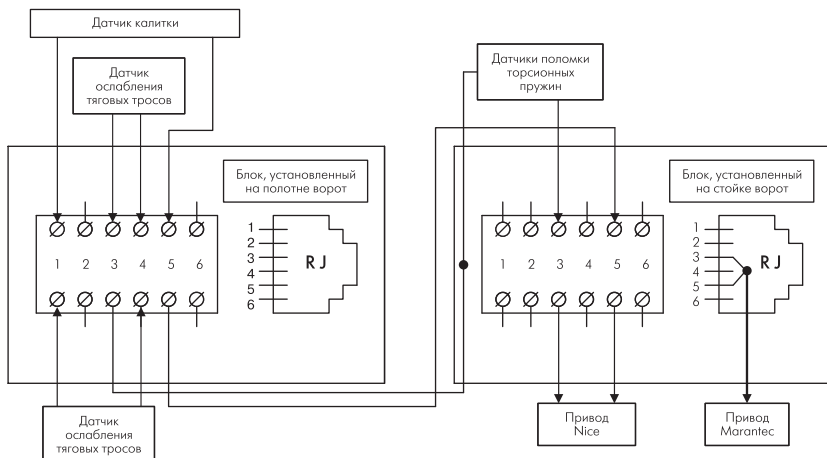 Датчик калитки
Датчик
ослабления
тяговых тросов
Датчики поломки
торсионных
пружин
Блок, установленный
на полотне ворот
Блок, установленный
на стойке ворот
1 2 3 4 5 6
1
2
3
4
5
6
RJ
1 2 3 4 5 6
1
2
3
4
5
6
RJ
Датчик
ослабления
тяговых тросов
Привод
Nice
Привод
Marantec